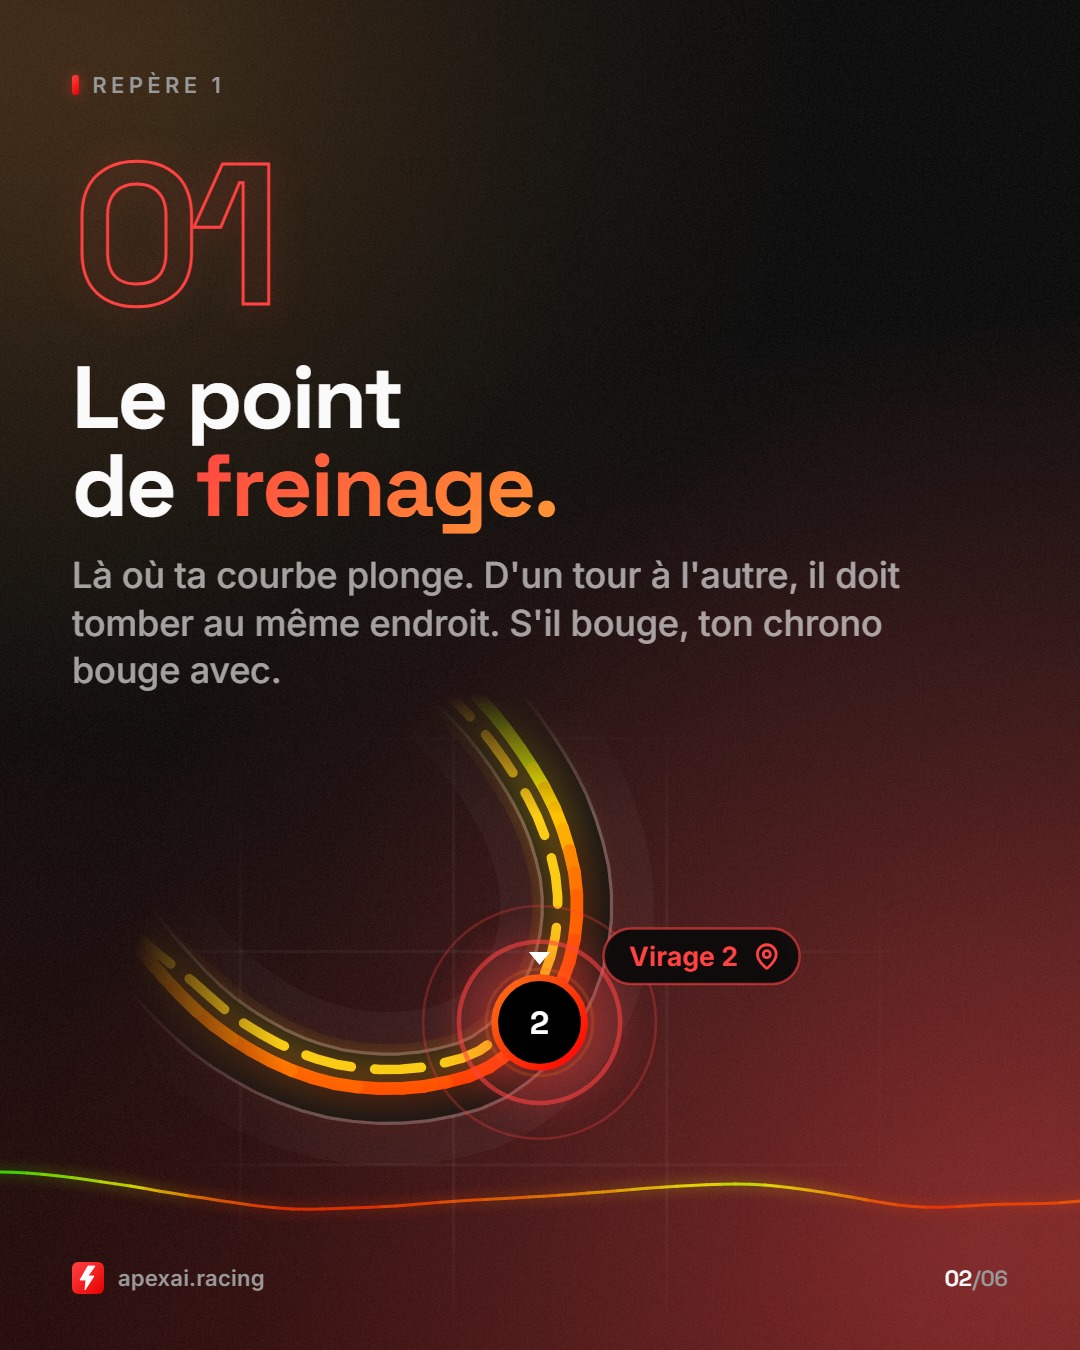 REPÈRE 1
01
Le point
de freinage.
Là où ta courbe plonge. D'un tour à l'autre, il doit
tomber au même endroit. S'il bouge, ton chrono
bouge avec.
Virage 2
2
apexai.racing
02/06